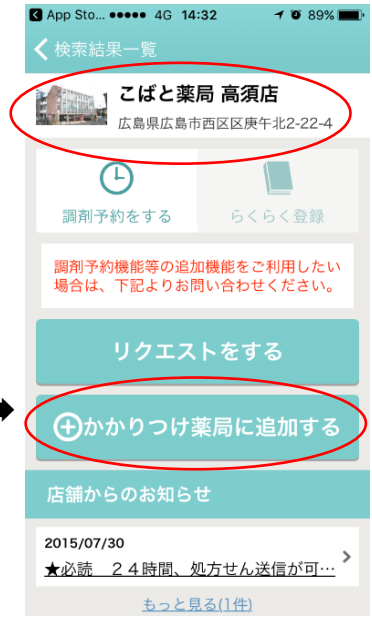 App Sto... ●●●●● 4G 14:32 89%
検索結果一覧
こばと薬局 高須店
広島県広島市西区区庚午北2-22-4
調剤予約をする らくらく登録
調剤予約機能等の追加機能をご利用したい
場合は、下記よりお問い合わせください。
リクエストをする
かかりつけ薬局に追加する
店舗からのお知らせ
2015/07/30
★必読 24時間、処方せん送信が可…
もっと見る(1件)